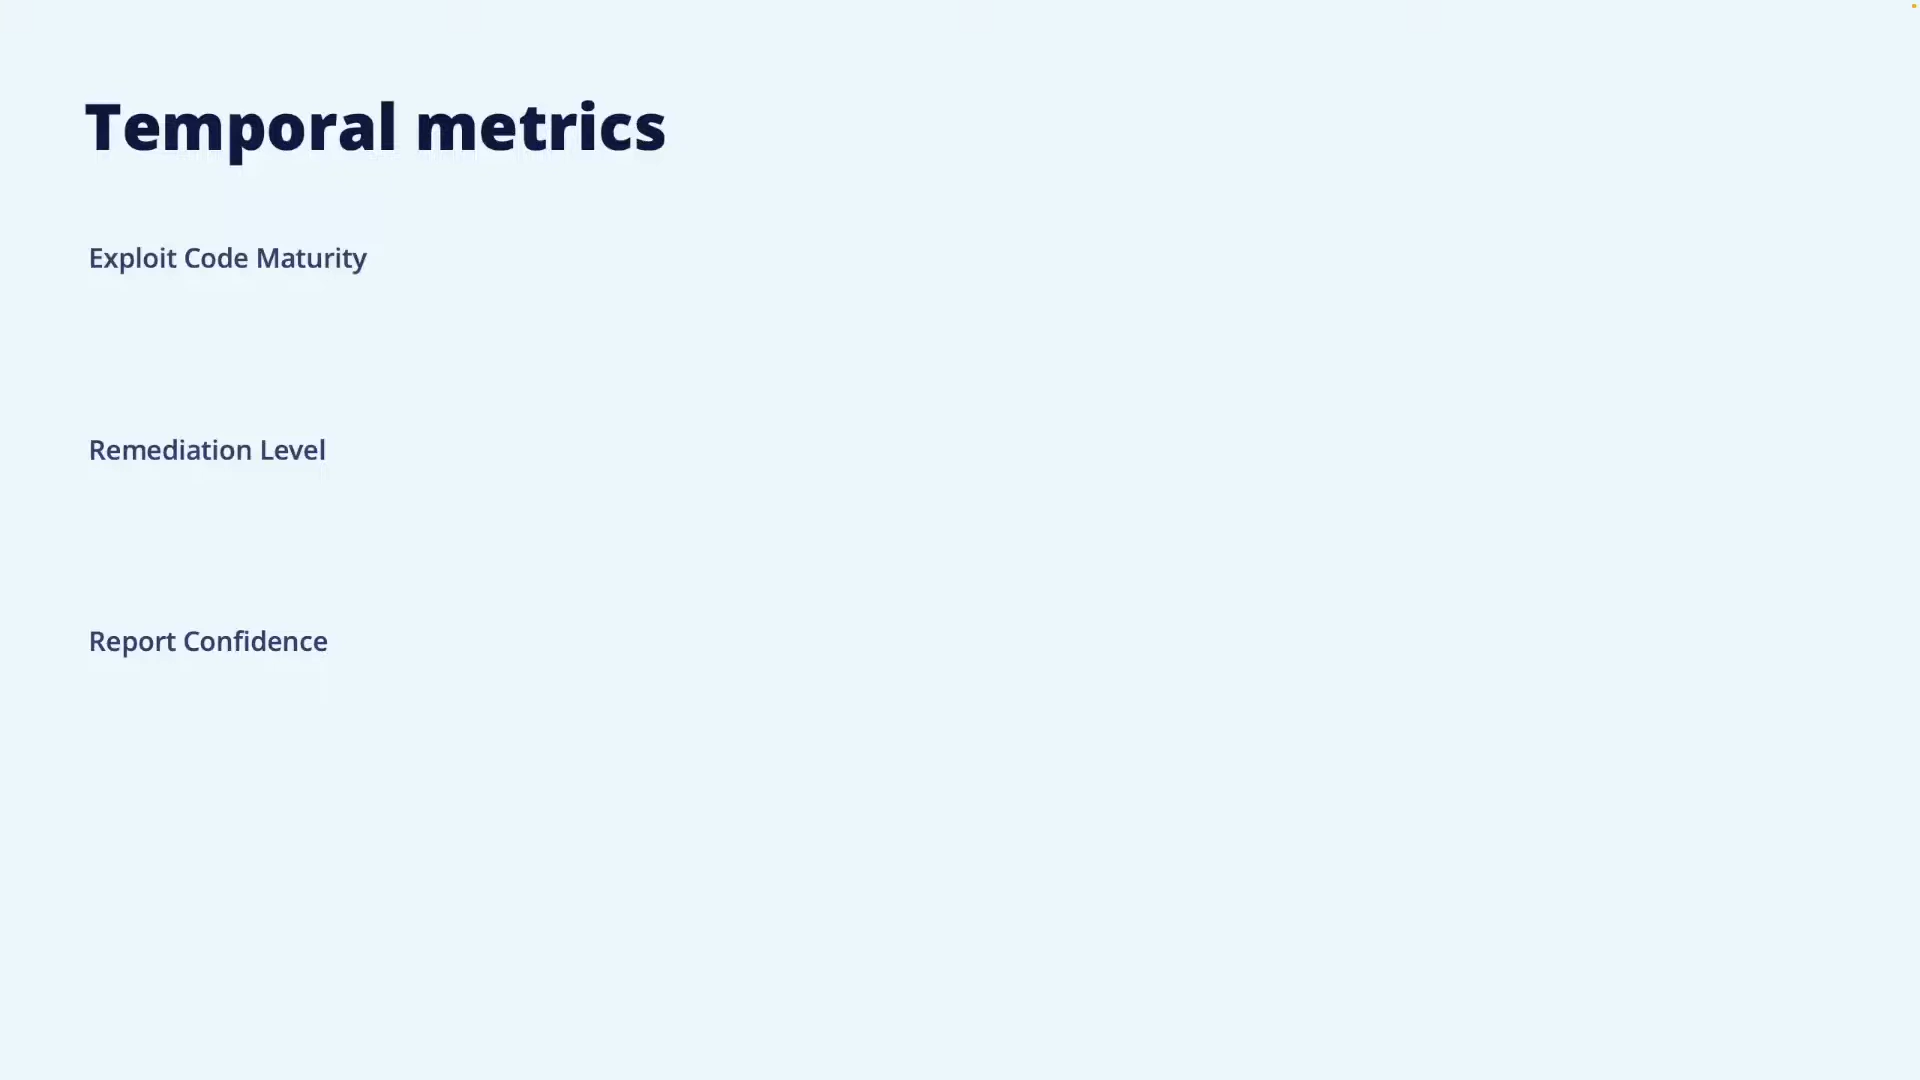 Temporal metrics
Exploit Code Maturity
Remediation Level
Report Confidence